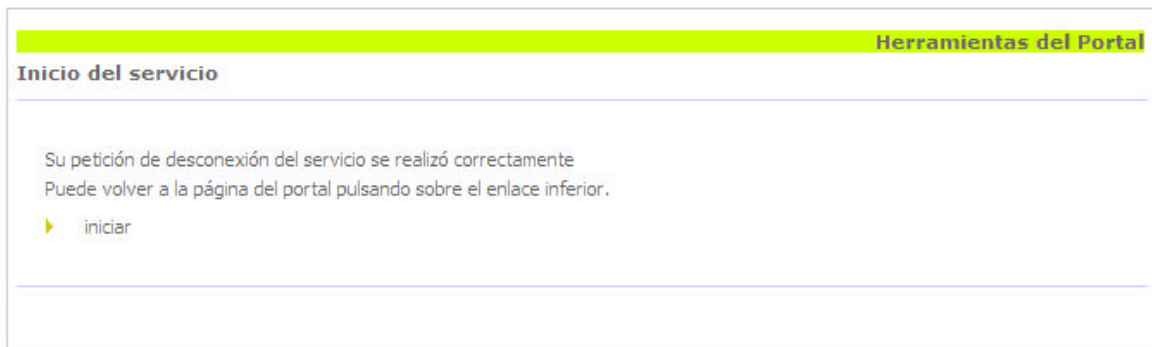 Herramientas del Portal
Inicio del servicio
Su petición de desconexión del servicio se realizó correctamente
Puede volver a la página del portal pulsando sobre el enlace inferior.
iniciar